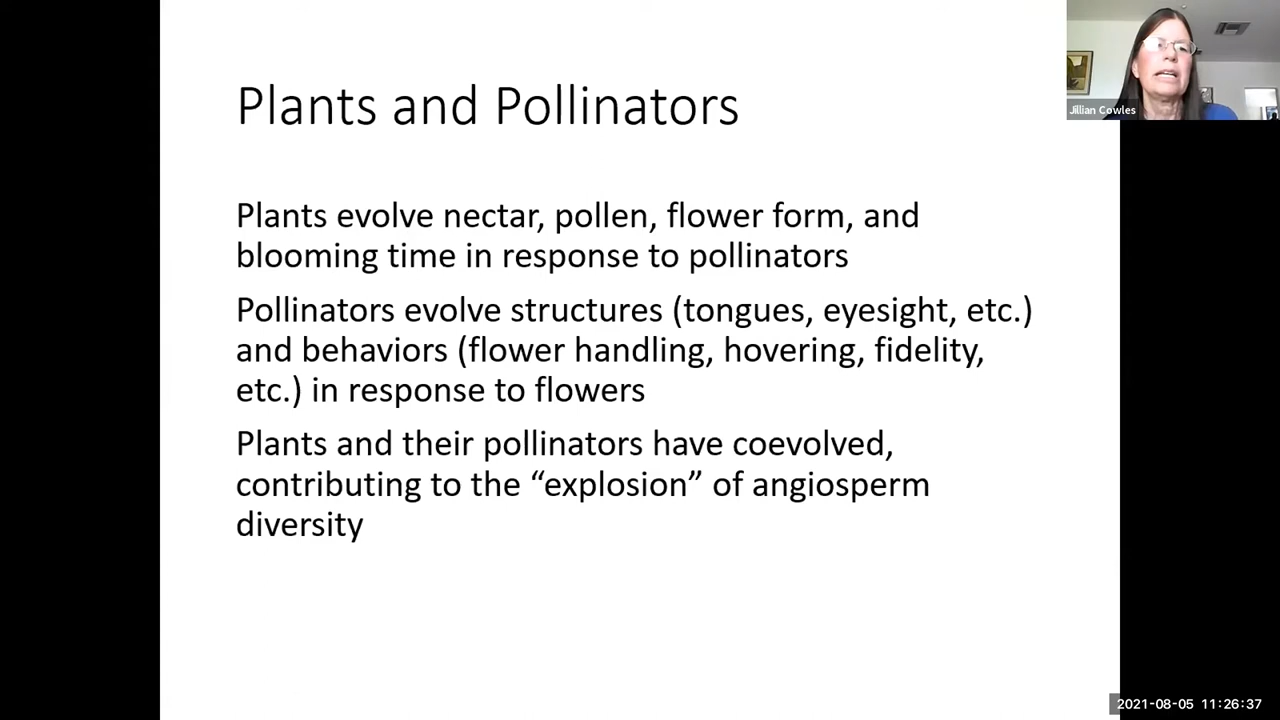 Plants and Pollinators
Jillian Cowles
Plants evolve nectar, pollen, flower form, and
blooming time in response to pollinators
Pollinators evolve structures (tongues, eyesight, etc.)
and behaviors (flower handling, hovering, fidelity,
etc.) in response to flowers
Plants and their pollinators have coevolved,
contributing to the “explosion” of angiosperm
diversity
2021-08-05 11:26:37